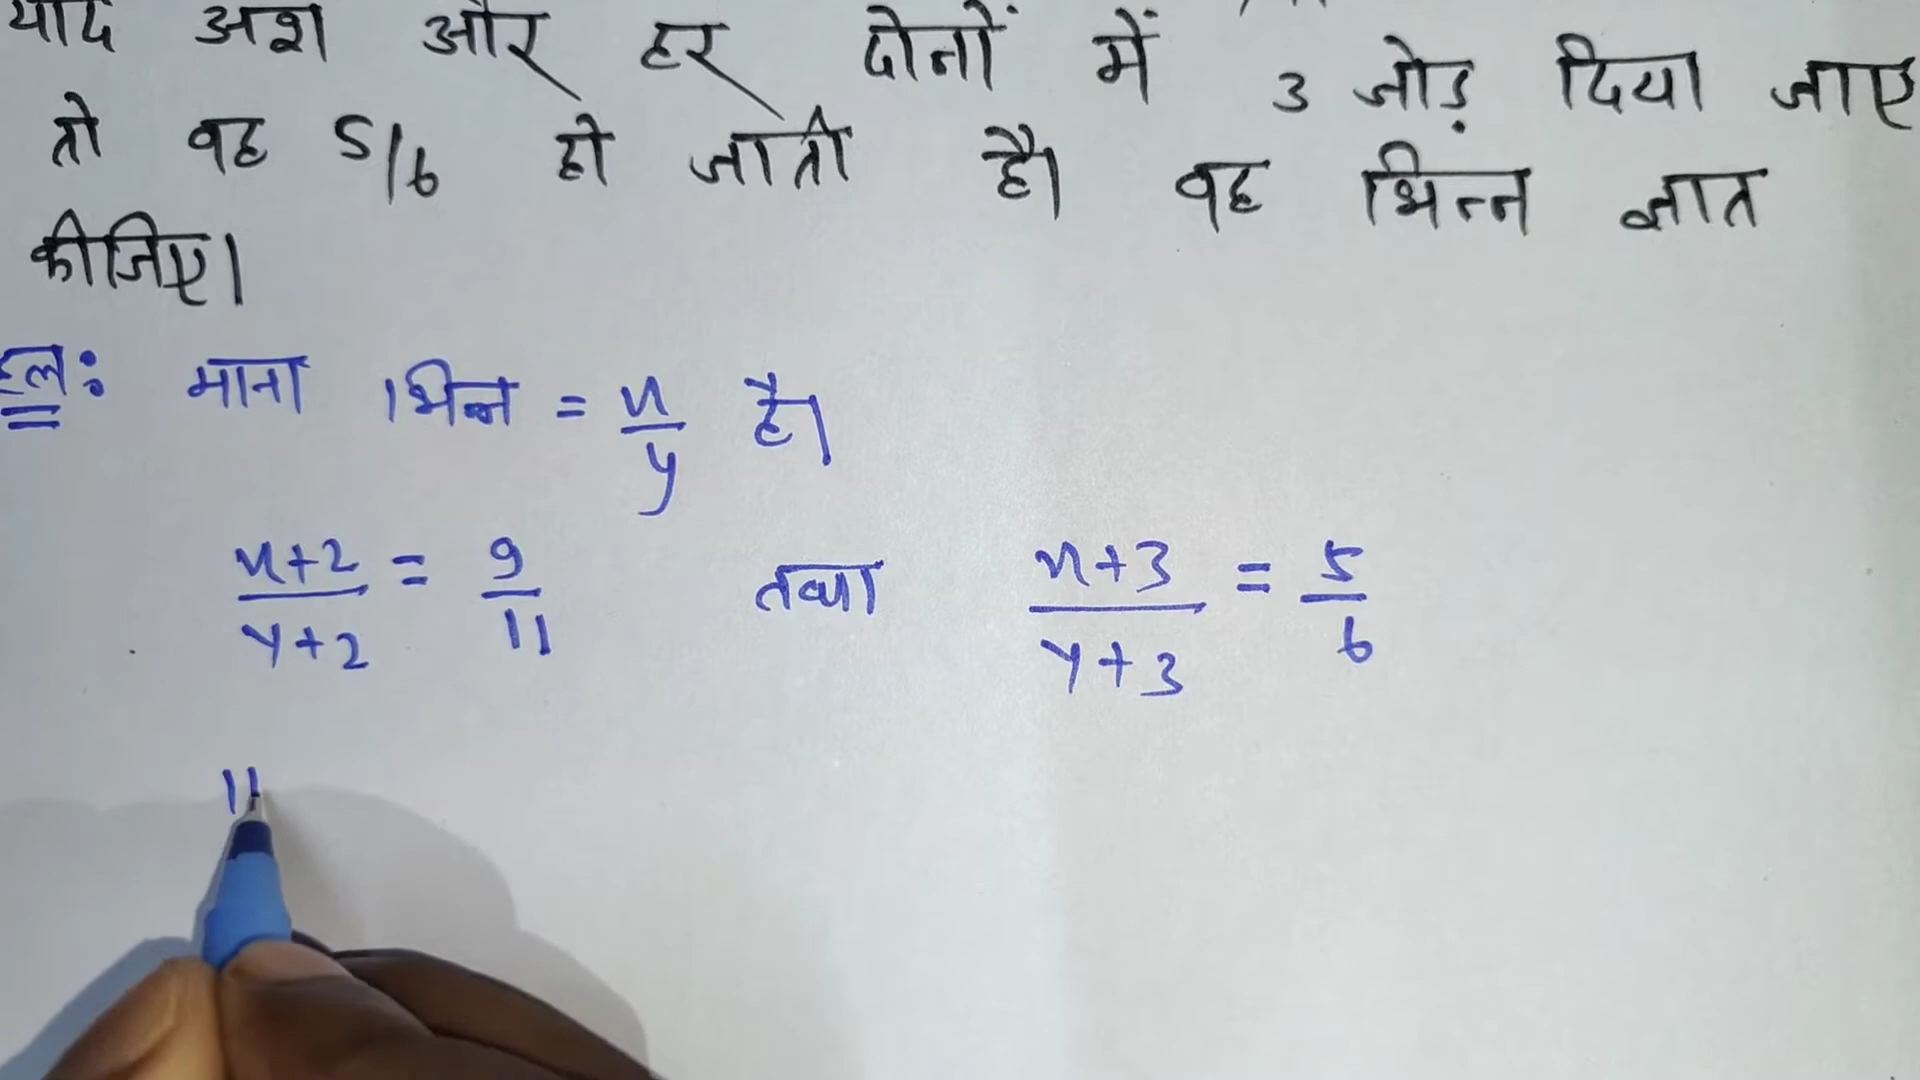 यदि अंश और हर दोनों में 3 जोड़ दिया जाए
तो वह 5/6 हो जाती है। वह भिन्न ज्ञात
कीजिए।
हल: माना भिन्न = x/y है।
x+2/y+2 = 9/11 तथा x+3/y+3 = 5/6
11